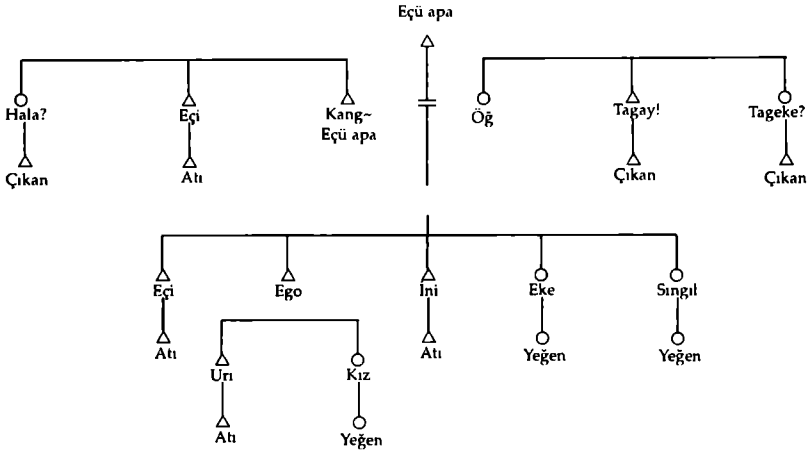 Eçü apa
Hala?
Eçi
Kang~
Eçü apa
Öğ
Tagay!
Tageke?
Çıkan
Atı
Çıkan
Çıkan
Eçi
Ego
İni
Eke
Sıngıl
Atı
Urı
Kız
Atı
Yeğen
Yeğen
Atı
Yeğen